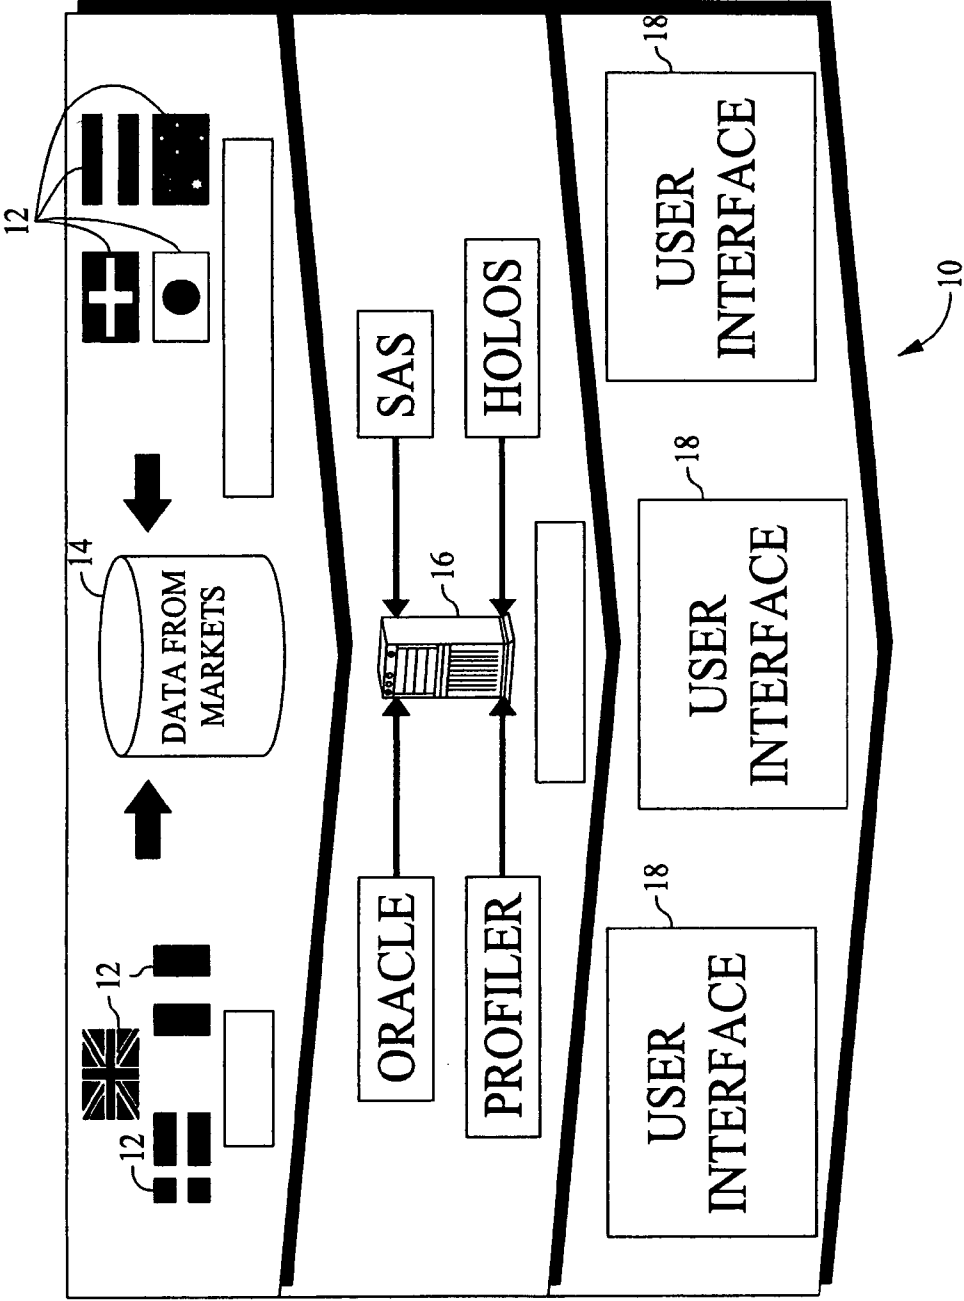 12
12
12
14
DATA FROM
MARKETS
12
ORACLE
SAS
16
PROFILER
HOLOS
18
USER
INTERFACE
18
USER
INTERFACE
18
USER
INTERFACE
10